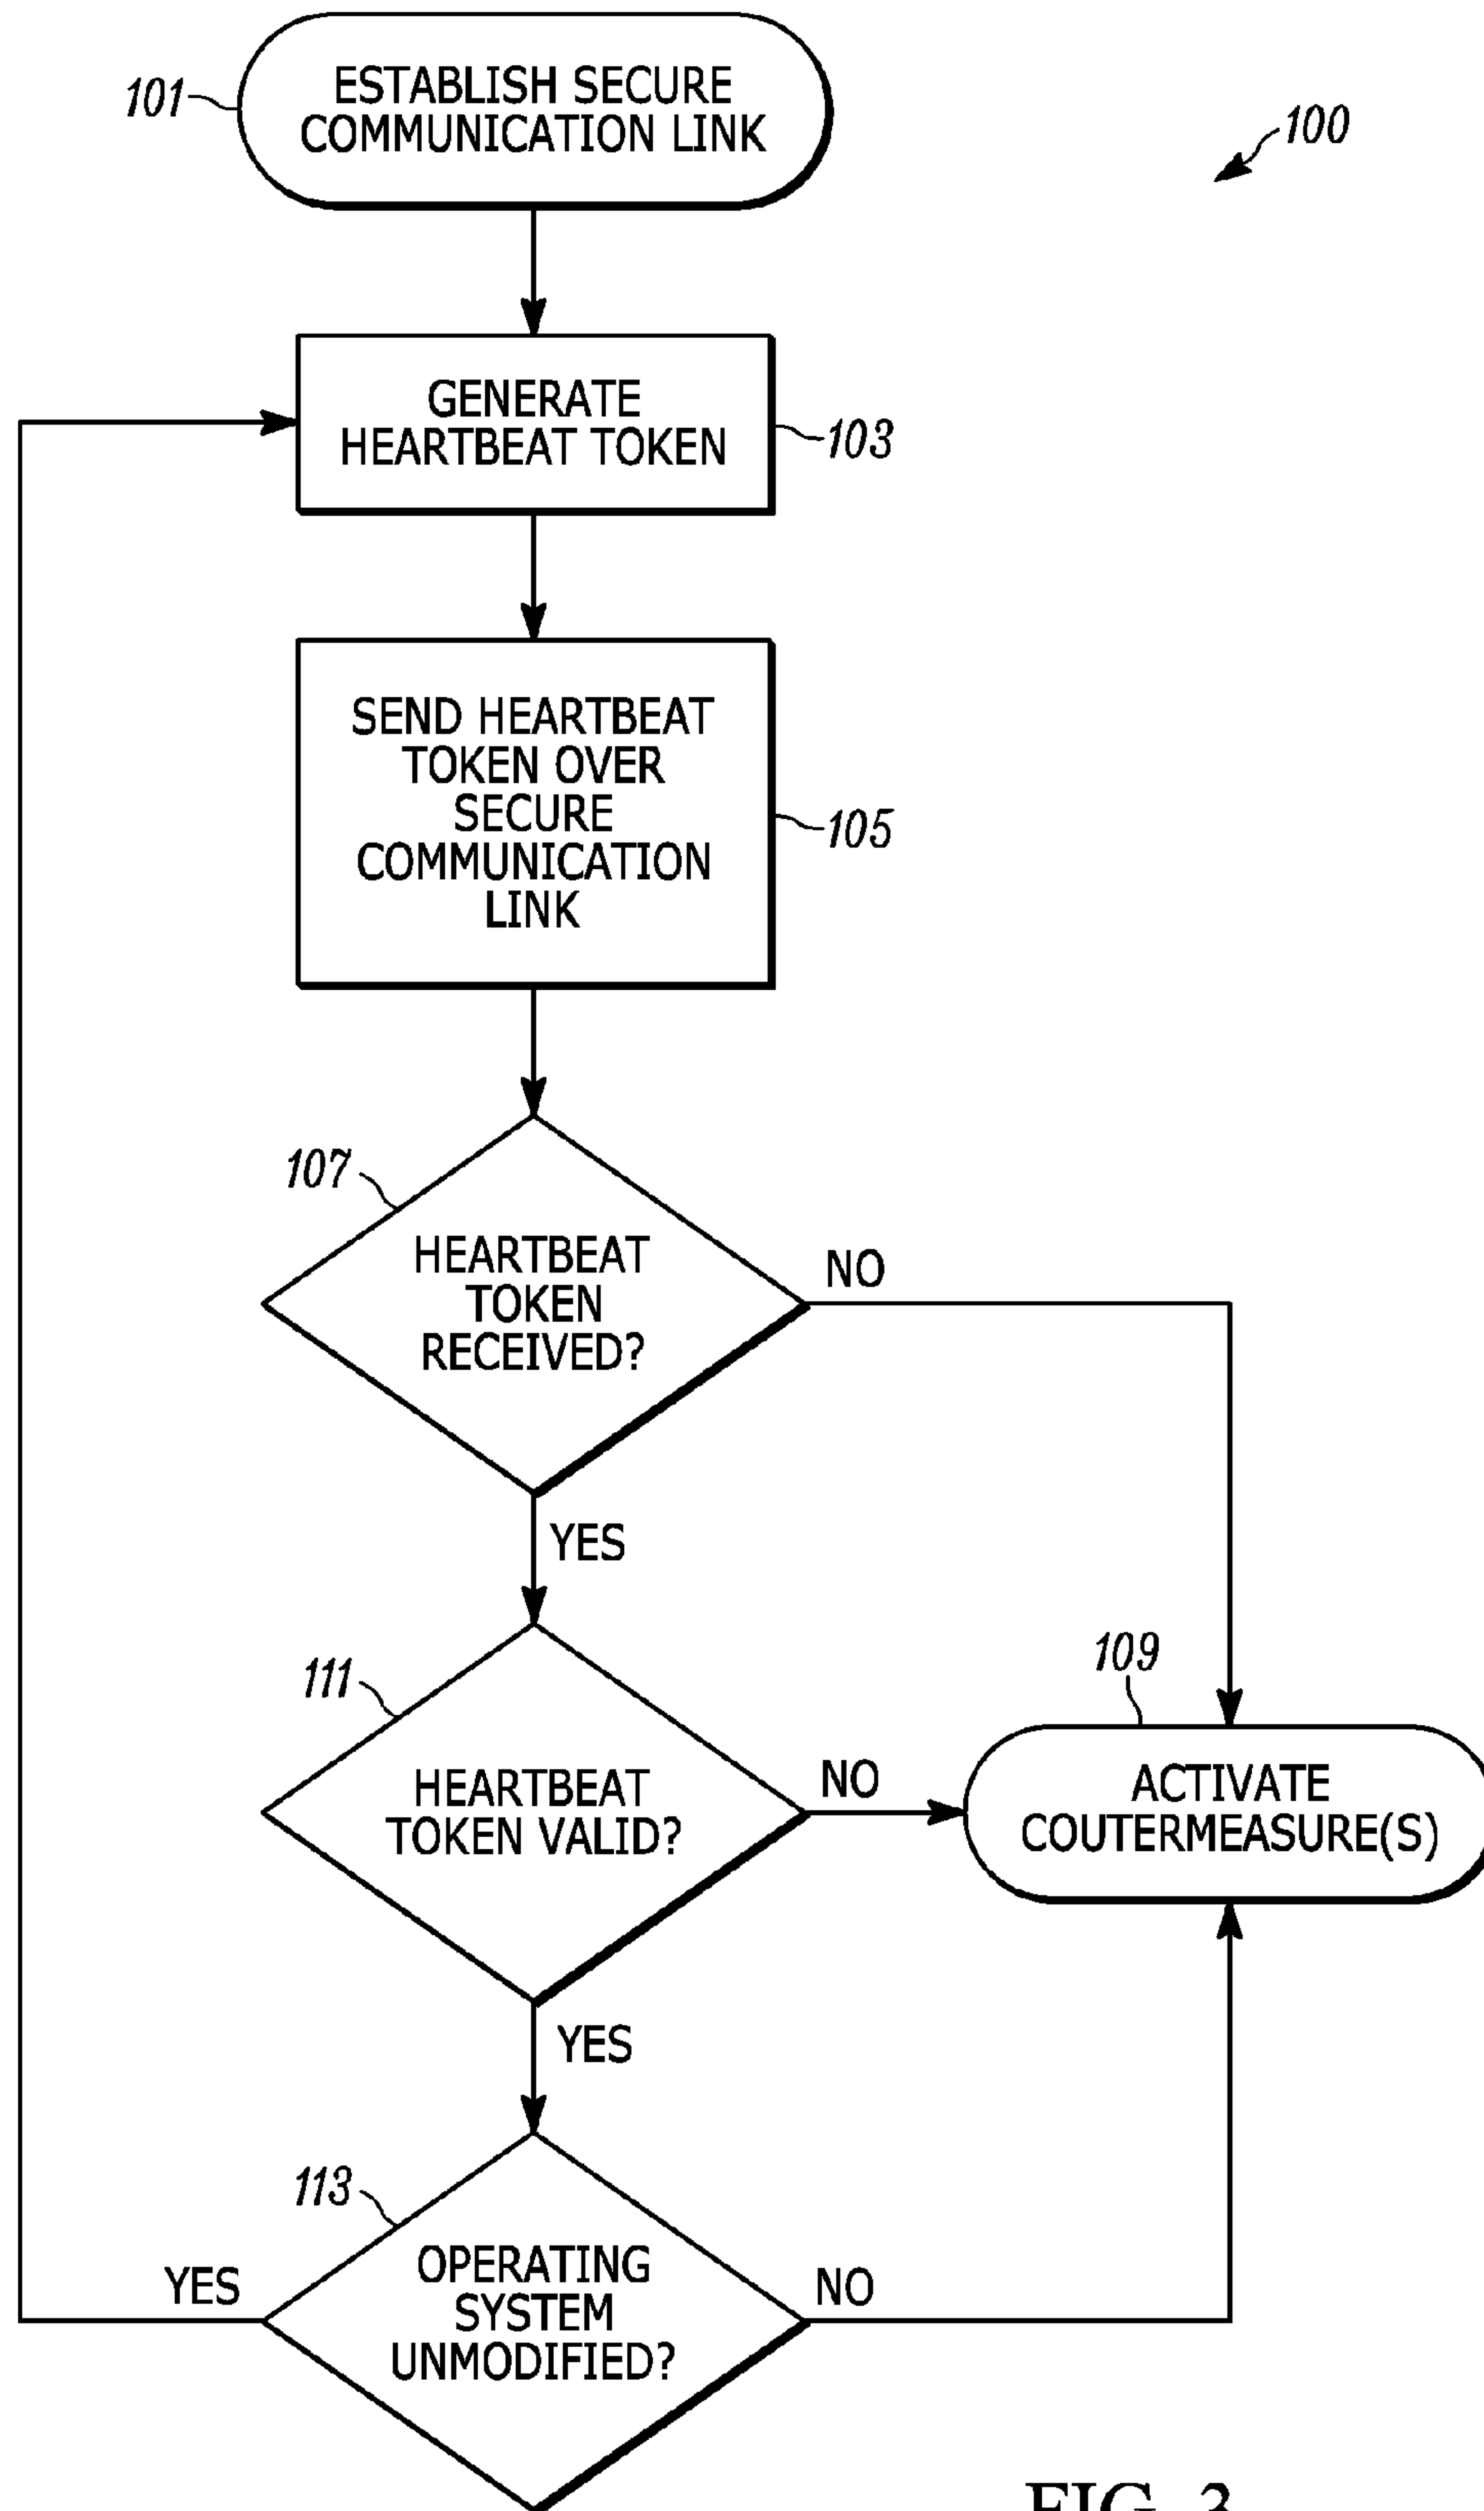 101
ESTABLISH SECURE
COMMUNICATION LINK
100
GENERATE
HEARTBEAT TOKEN
103
SEND HEARTBEAT
TOKEN OVER
SECURE
COMMUNICATION
LINK
105
107
HEARTBEAT
TOKEN
RECEIVED?
NO
YES
111
HEARTBEAT
TOKEN VALID?
NO
109
ACTIVATE
COUTERMEASURE(S)
YES
113
OPERATING
SYSTEM
UNMODIFIED?
YES
NO
FIG. 3